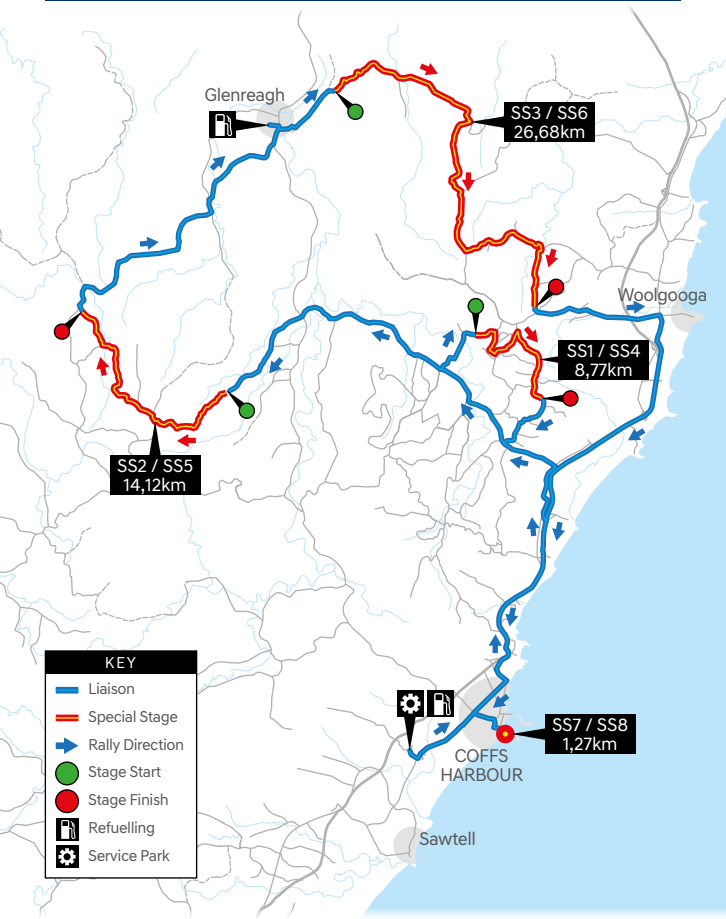 Glenreagh
SS3 / SS6
26,68km
Woolgooga
SS1 / SS4
8,77km
SS2 / SS5
14,12km
SS7 / SS8
1,27km
COFFS
HARBOUR
Sawtell
KEY
Liaison
Special Stage
Rally Direction
Stage Start
Stage Finish
Refuelling
Service Park